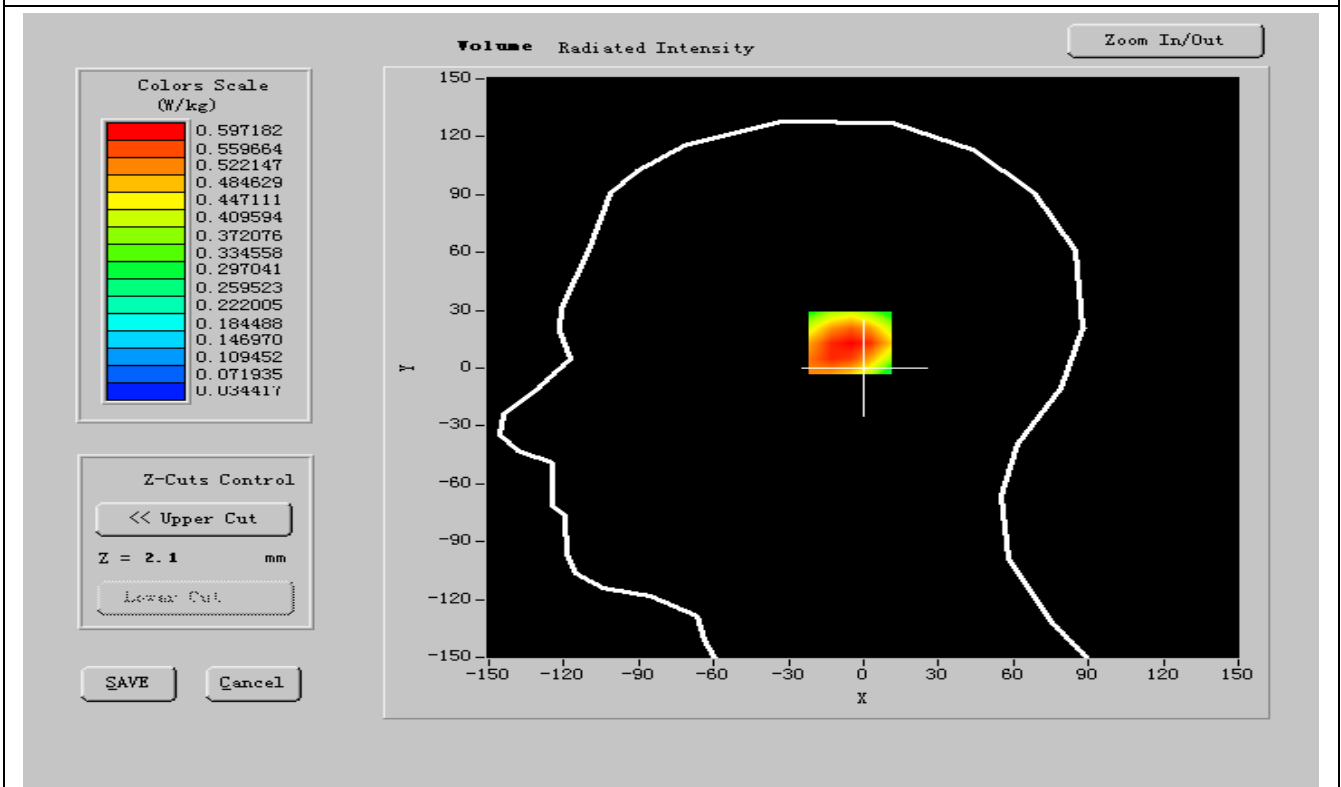 Volume Radiated Intensity
Zoom In/Out
Colors Scale
(W/kg)
0.597182
0.559664
0.522147
0.484629
0.447111
0.409594
0.372076
0.334558
0.297041
0.259523
0.222005
0.184488
0.146970
0.109452
0.071935
0.034417
Z-Cuts Control
<< Upper Cut
Z = 2.1 mm
Lower Cut
SAVE Cancel
150
120
90
60
30
0
-30
-60
-90
-120
-150
Y
-150 -120 -90 -60 -30 0 30 60 90 120 150
X